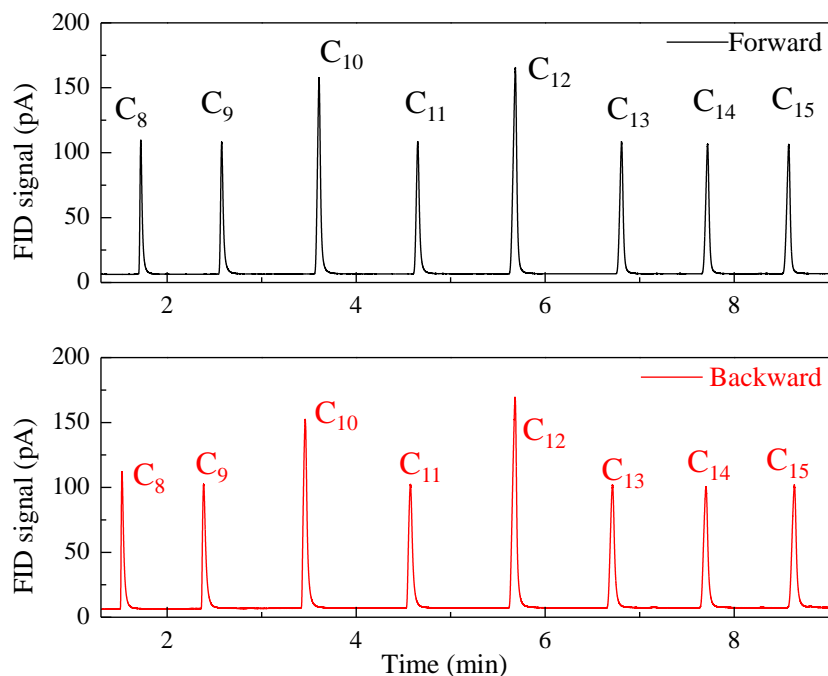 200
150
100
50
0
FID signal (pA)
Forward
C8
C9
C10
C11
C12
C13
C14
C15
2
4
6
8
200
150
100
50
0
FID signal (pA)
Backward
C8
C9
C10
C11
C12
C13
C14
C15
2
4
6
8
Time (min)